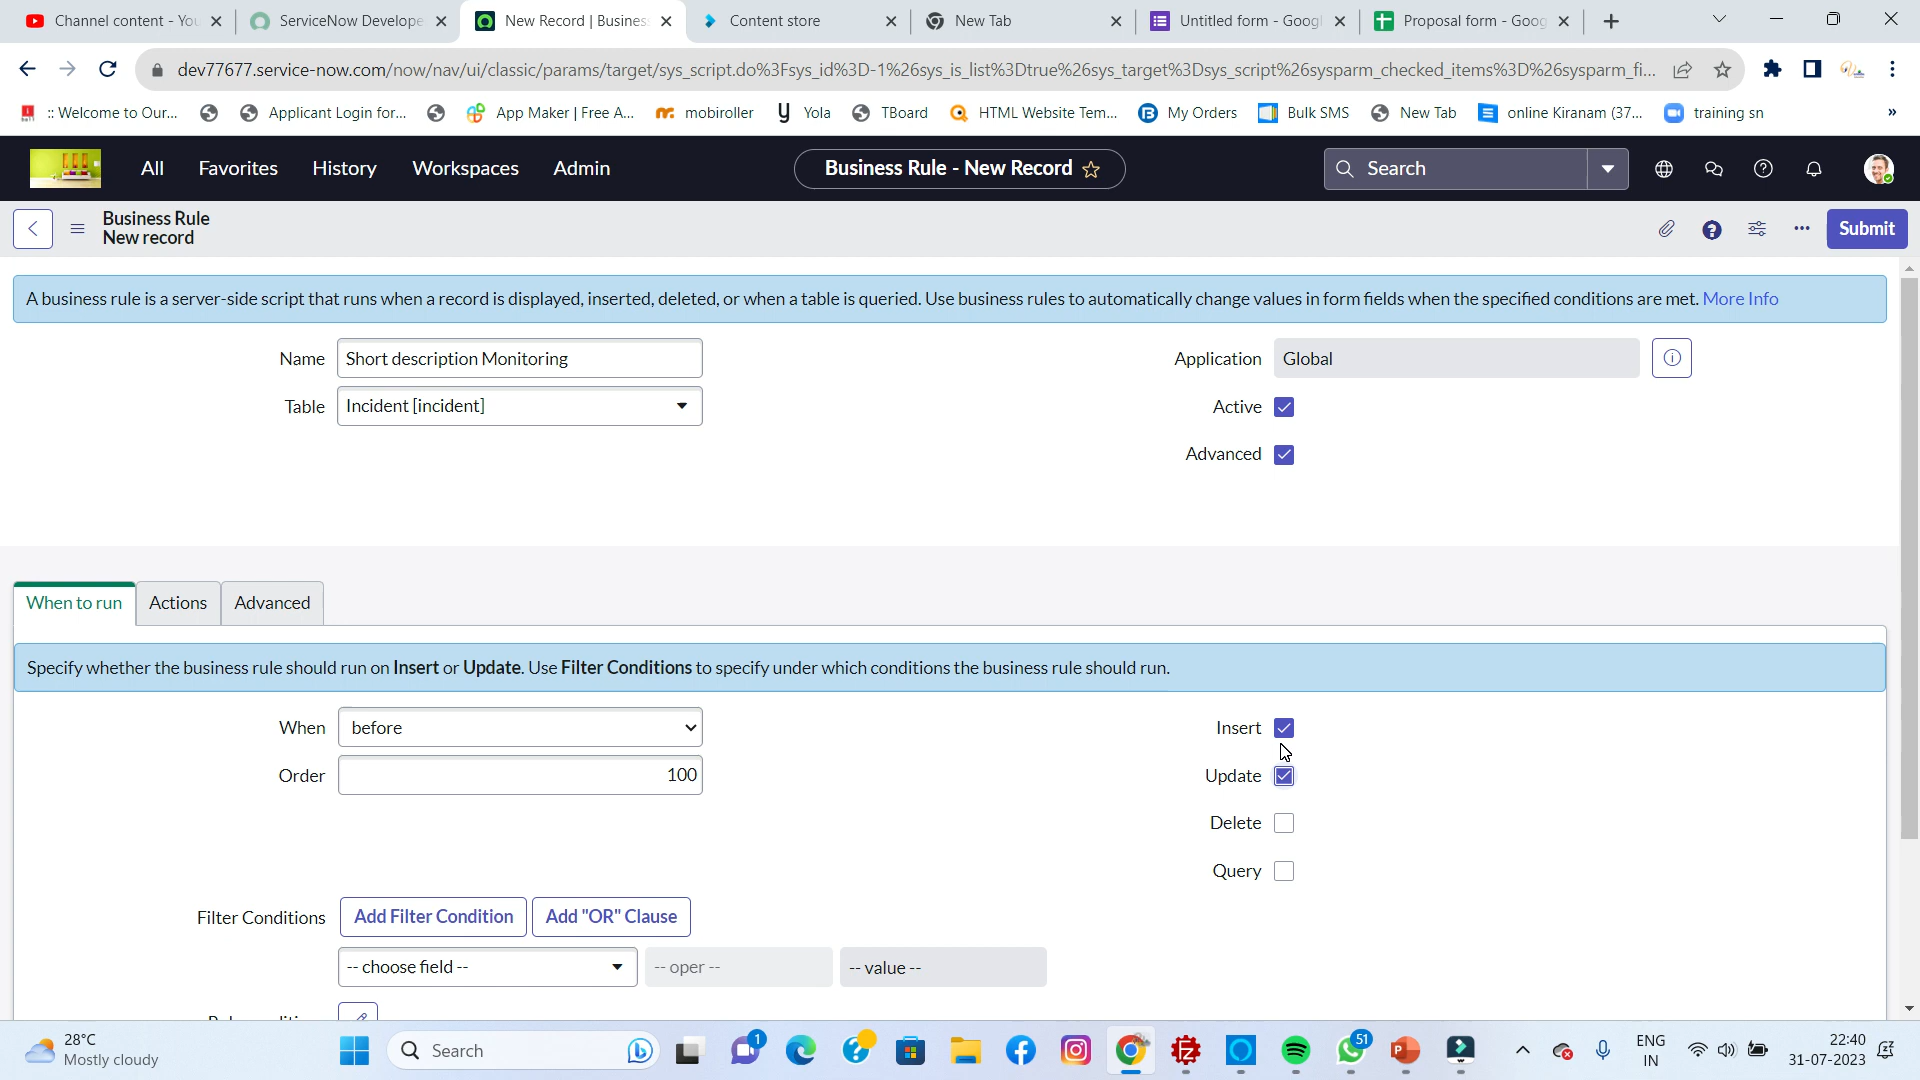 Channel content - You
ServiceNow Develope
New Record | Business
Content store
New Tab
Untitled form - Googl
Proposal form - Goog
dev77677.service-now.com/now/nav/ui/classic/params/target/sys_script.do%3Fsys_id%3D-1%26sys_is_list%3Dtrue%26sys_target%3Dsys_script%26sysparm_checked_items%3D%26sysparm_fi...
:: Welcome to Our...
Applicant Login for...
App Maker | Free A...
mobiroller
Yola
TBoard
HTML Website Tem...
My Orders
Bulk SMS
New Tab
online Kiranam (37...
training sn
»
All
Favorites
History
Workspaces
Admin
Business Rule - New Record
Search
Business Rule
New record
Submit
A business rule is a server-side script that runs when a record is displayed, inserted, deleted, or when a table is queried. Use business rules to automatically change values in form fields when the specified conditions are met. More Info
Name
Short description Monitoring
Application
Global
Table
Incident [incident]
Active
Advanced
When to run
Actions
Advanced
Specify whether the business rule should run on Insert or Update. Use Filter Conditions to specify under which conditions the business rule should run.
When
before
Insert
Order
100
Update
Delete
Query
Filter Conditions
Add Filter Condition
Add "OR" Clause
-- choose field --
-- oper --
-- value --
28°C
Mostly cloudy
Search
1
51
ENG
IN
22:40
31-07-2023